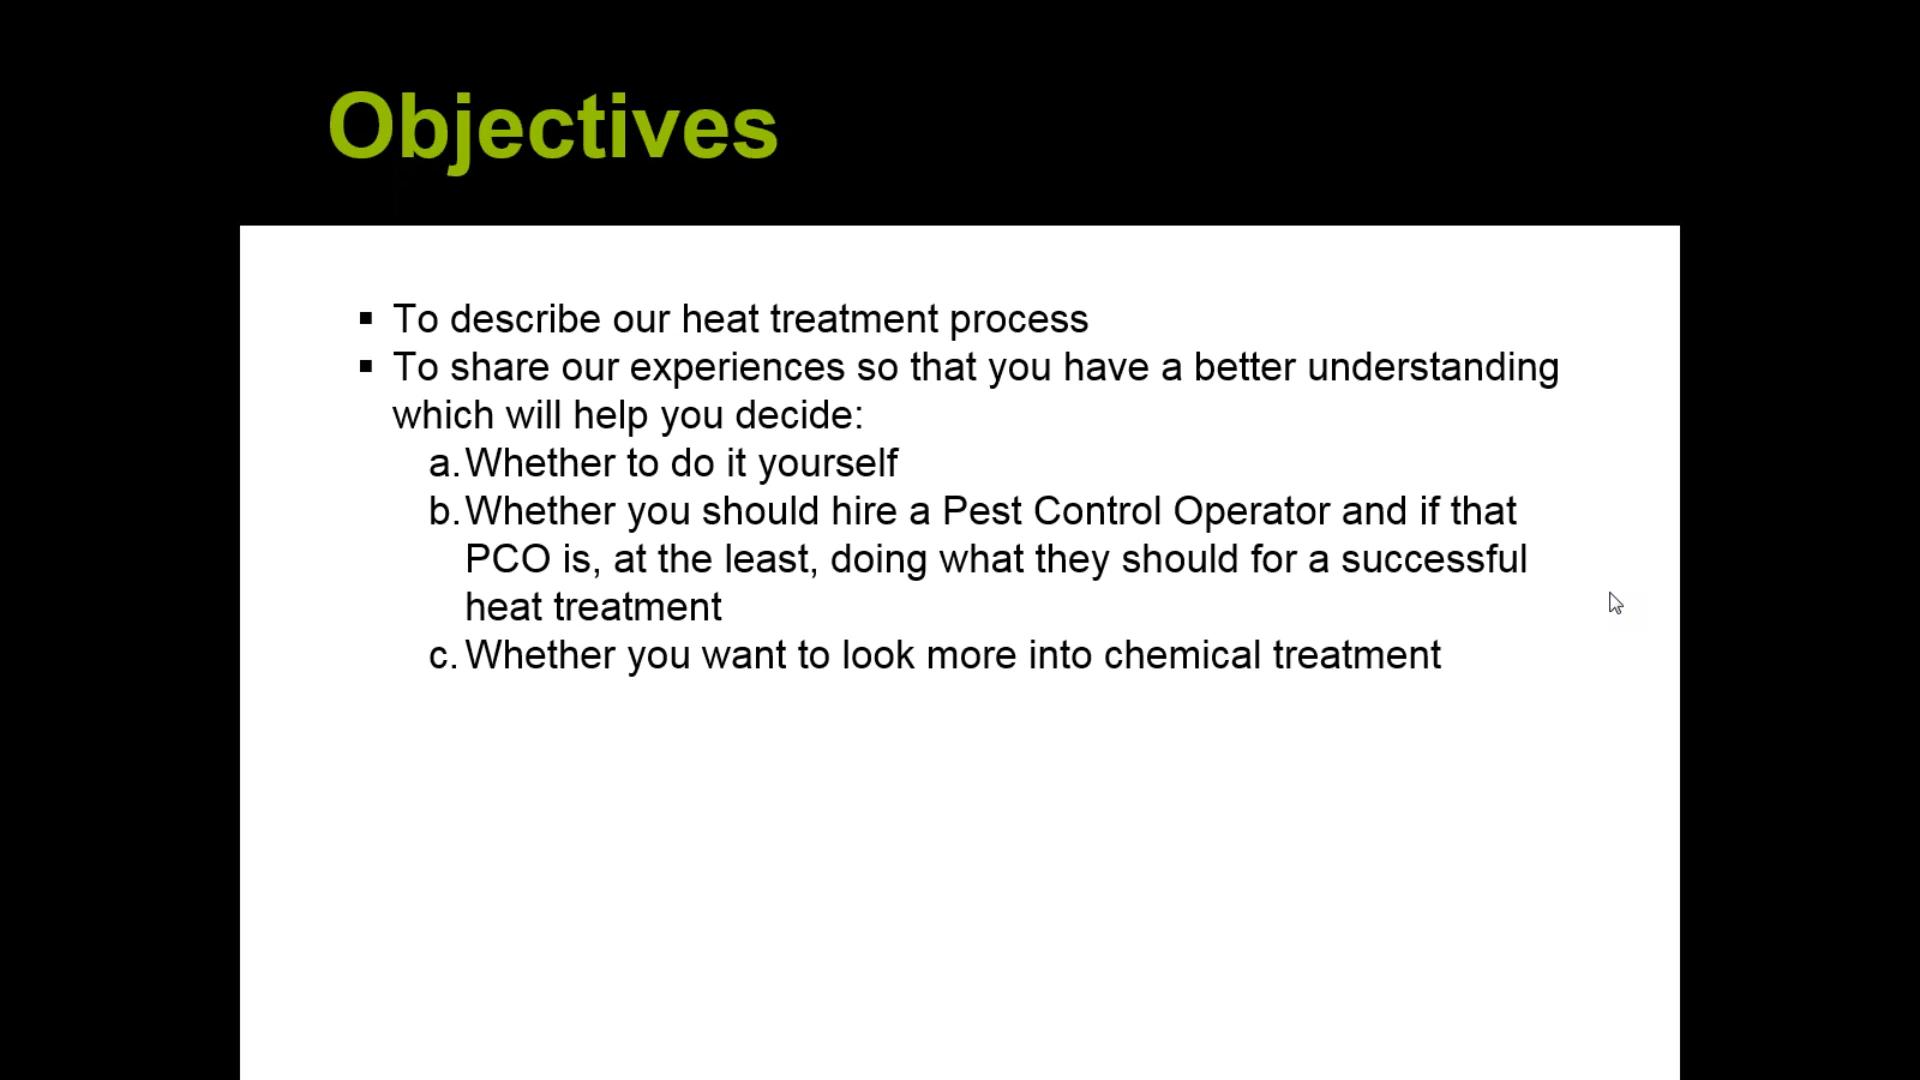 Objectives
▪ To describe our heat treatment process
▪ To share our experiences so that you have a better understanding
which will help you decide:
a. Whether to do it yourself
b. Whether you should hire a Pest Control Operator and if that
PCO is, at the least, doing what they should for a successful
heat treatment
c. Whether you want to look more into chemical treatment